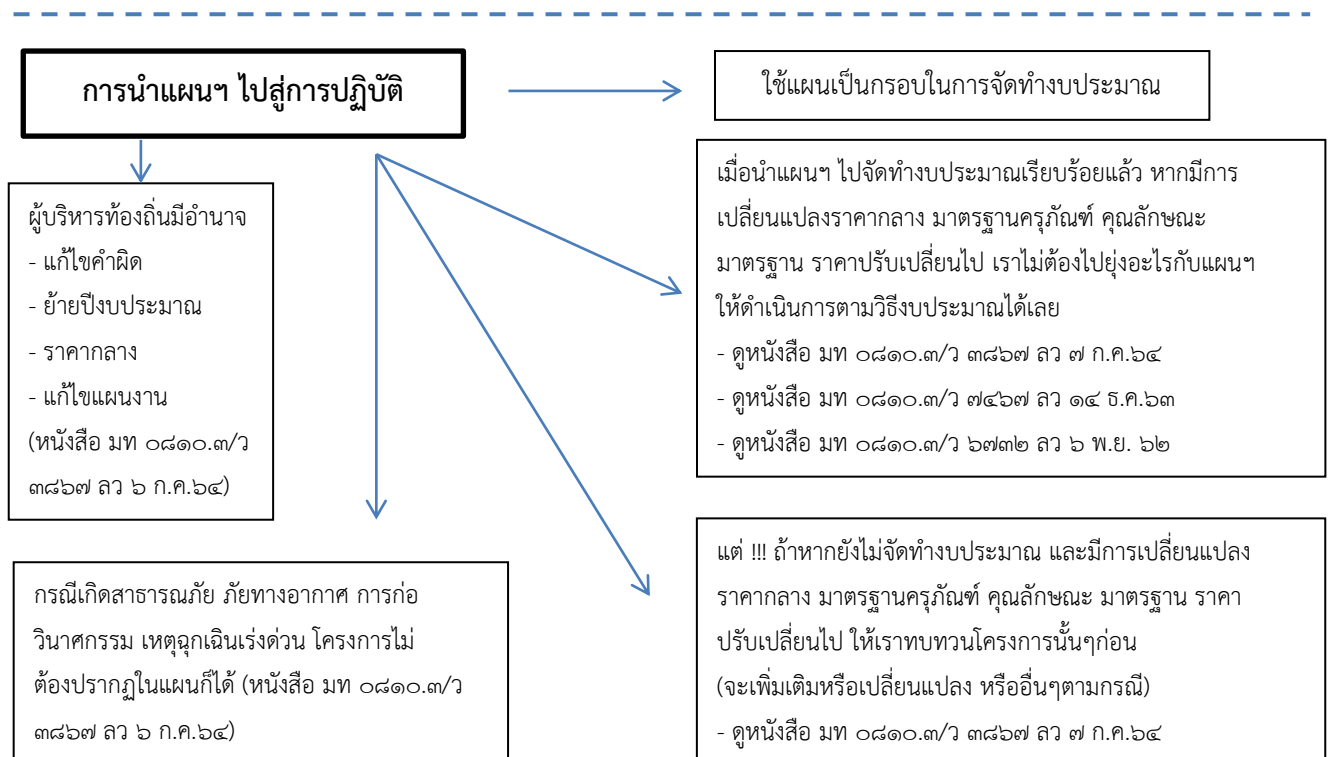 การนำแผนฯ ไปสู่การปฏิบัติ
ใช้แผนเป็นกรอบในการจัดทำงบประมาณ
ผู้บริหารท้องถิ่นมีอำนาจ
- แก้ไขคำผิด
- ย้ายปีงบประมาณ
- ราคากลาง
- แก้ไขแผนงาน
(หนังสือ มท ๐๘๑๐.๓/ว
๓๘๖๗ ลว ๖ ก.ค.๖๔)
เมื่อนำแผนฯ ไปจัดทำงบประมาณเรียบร้อยแล้ว หากมีการ
เปลี่ยนแปลงราคากลาง มาตรฐานครุภัณฑ์ คุณลักษณะ
มาตรฐาน ราคาปรับเปลี่ยนไป เราไม่ต้องไปยุ่งอะไรกับแผนฯ
ให้ดำเนินการตามวิธีงบประมาณได้เลย
- ดูหนังสือ มท ๐๘๑๐.๓/ว ๓๘๖๗ ลว ๗ ก.ค.๖๔
- ดูหนังสือ มท ๐๘๑๐.๓/ว ๗๔๖๗ ลว ๑๔ ธ.ค.๖๓
- ดูหนังสือ มท ๐๘๑๐.๓/ว ๖๗๓๒ ลว ๖ พ.ย. ๖๒
กรณีเกิดสาธารณภัย ภัยทางอากาศ การก่อ
วินาศกรรม เหตุฉุกเฉินเร่งด่วน โครงการไม่
ต้องปรากฏในแผนก็ได้ (หนังสือ มท ๐๘๑๐.๓/ว
๓๘๖๗ ลว ๖ ก.ค.๖๔)
แต่ !!! ถ้าหากยังไม่จัดทำงบประมาณ และมีการเปลี่ยนแปลง
ราคากลาง มาตรฐานครุภัณฑ์ คุณลักษณะ มาตรฐาน ราคา
ปรับเปลี่ยนไป ให้เราทบทวนโครงการนั้นๆก่อน
(จะเพิ่มเติมหรือเปลี่ยนแปลง หรืออื่นๆตามกรณี)
- ดูหนังสือ มท ๐๘๑๐.๓/ว ๓๘๖๗ ลว ๗ ก.ค.๖๔